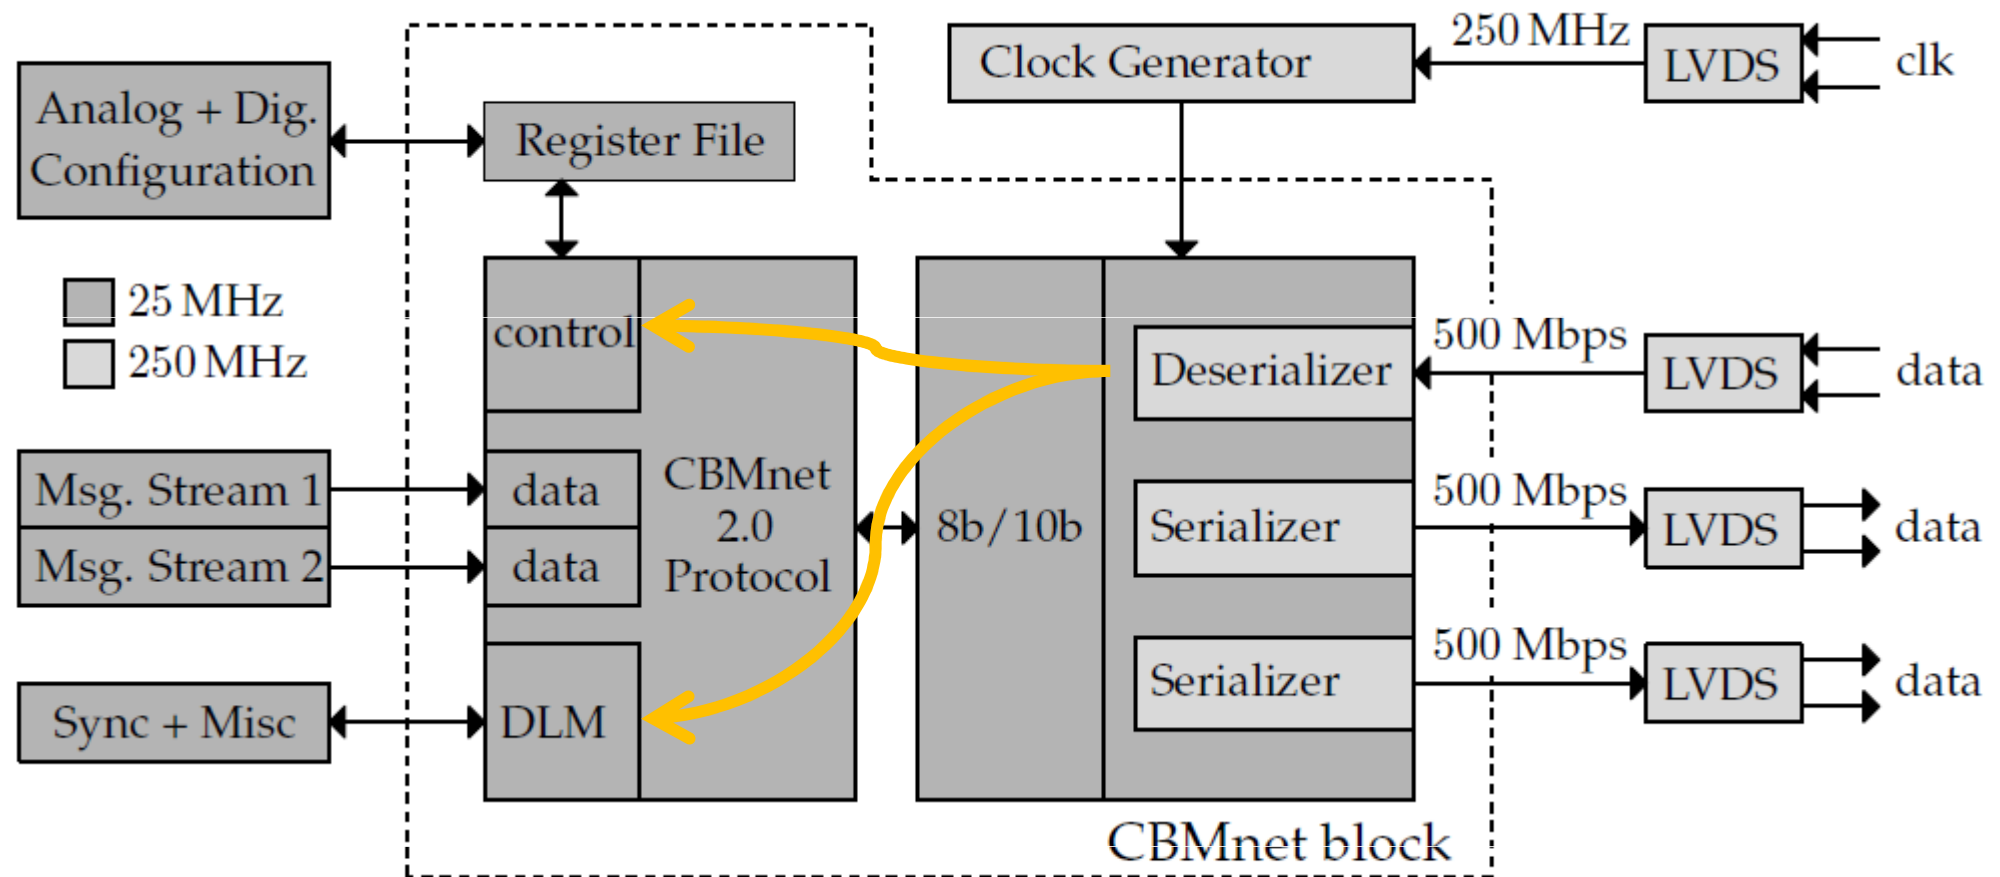 250 MHz
Clock Generator
LVDS
clk
Analog + Dig.
Configuration
Register File
25 MHz
250 MHz
control
500 Mbps
Deserializer
LVDS
data
Msg. Stream 1
data
CBMnet
2.0
Protocol
8b/10b
500 Mbps
Serializer
LVDS
data
Msg. Stream 2
data
500 Mbps
Serializer
LVDS
data
Sync + Misc
DLM
CBMnet block